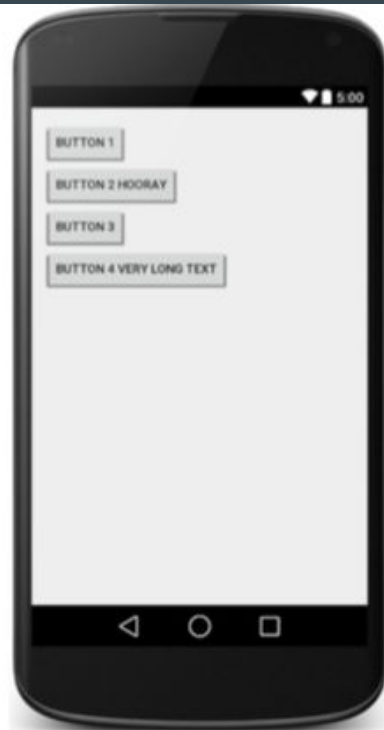 5:00
BUTTON 1
BUTTON 2 HOORAY
BUTTON 3
BUTTON 4 VERY LONG TEXT